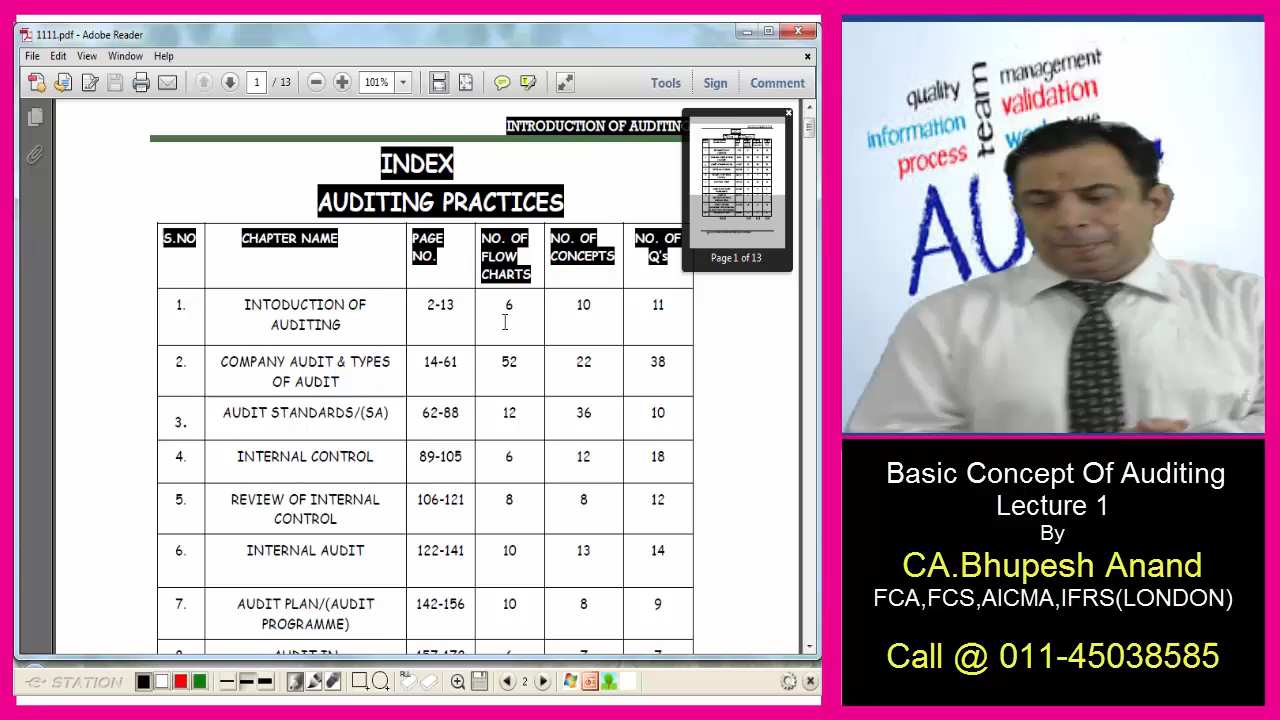 1111.pdf - Adobe Reader
File Edit View Window Help
1 / 13 101% Tools Sign Comment
INTRODUCTION OF AUDITING
INDEX
AUDITING PRACTICES
S.NO CHAPTER NAME PAGE NO. NO. OF FLOW CHARTS NO. OF CONCEPTS NO. OF Q's
1. INTODUCTION OF AUDITING 2-13 6 10 11
2. COMPANY AUDIT & TYPES OF AUDIT 14-61 52 22 38
3. AUDIT STANDARDS/(SA) 62-88 12 36 10
4. INTERNAL CONTROL 89-105 6 12 18
5. REVIEW OF INTERNAL CONTROL 106-121 8 8 12
6. INTERNAL AUDIT 122-141 10 13 14
7. AUDIT PLAN/(AUDIT PROGRAMME) 142-156 10 8 9
AUDIT IN
Page 1 of 13
e-STATION
2
quality
team
management
information
validation
process
AU
Basic Concept Of Auditing
Lecture 1
By
CA.Bhupesh Anand
FCA,FCS,AICMA,IFRS(LONDON)
Call @ 011-45038585